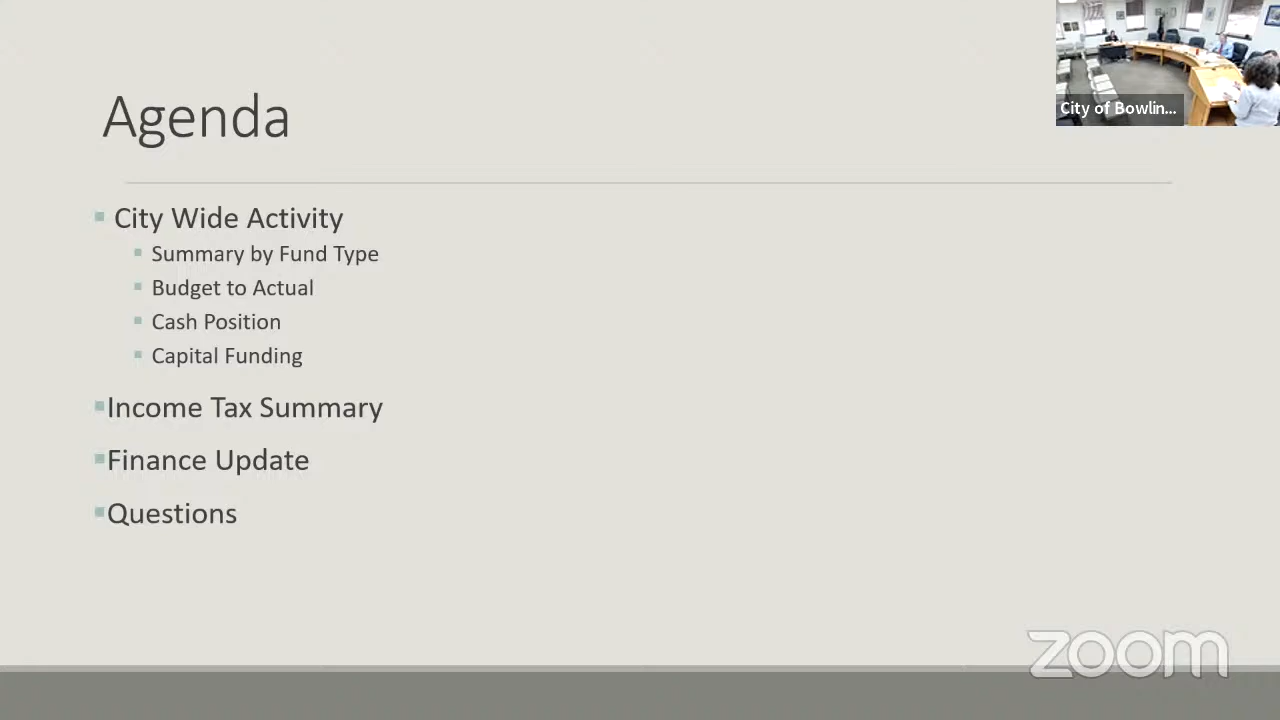 Agenda
City of Bowlin...
City Wide Activity
Summary by Fund Type
Budget to Actual
Cash Position
Capital Funding
Income Tax Summary
Finance Update
Questions
zoom